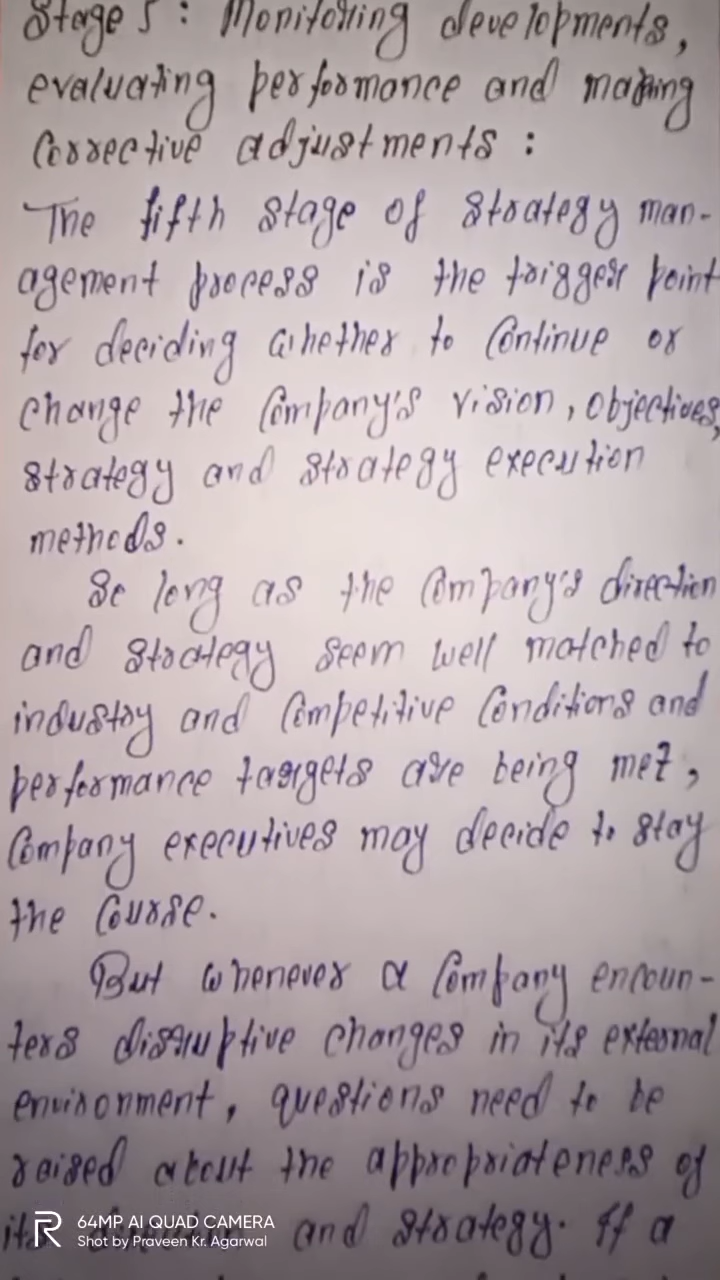 Stage 5 : Monitoring developments,
evaluating performance and making
Corrective adjustments :
The fifth stage of strategy man-
agement process is the trigger point
for deciding whether to Continue or
change the Company's vision, objectives,
strategy and strategy execution
methods.
So long as the Company's direction
and strategy seem well matched to
industry and Competitive Conditions and
performance targets are being met,
Company executives may decide to stay
the Course.
But whenever a Company encoun-
ters disruptive changes in its external
environment, questions need to be
raised about the appropriateness of
its and strategy. If a
64MP AI QUAD CAMERA
Shot by Praveen Kr. Agarwal